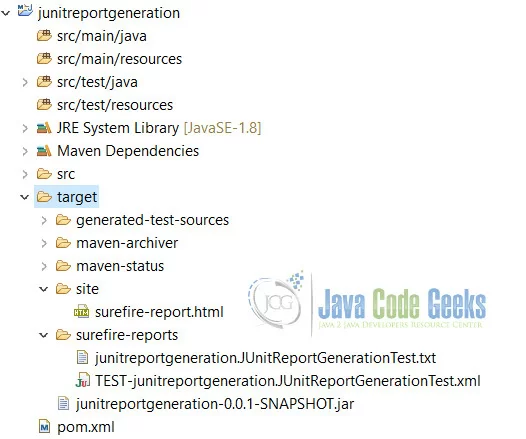 junitreportgeneration
src/main/java
src/main/resources
src/test/java
src/test/resources
JRE System Library [JavaSE-1.8]
Maven Dependencies
src
target
generated-test-sources
maven-archiver
maven-status
site
surefire-report.html
JCG
Java Code Geeks
JAVA 2 JAVA DEVELOPERS RESOURCE CENTER
surefire-reports
junitreportgeneration.JUnitReportGenerationTest.txt
TEST-junitreportgeneration.JUnitReportGenerationTest.xml
junitreportgeneration-0.0.1-SNAPSHOT.jar
pom.xml